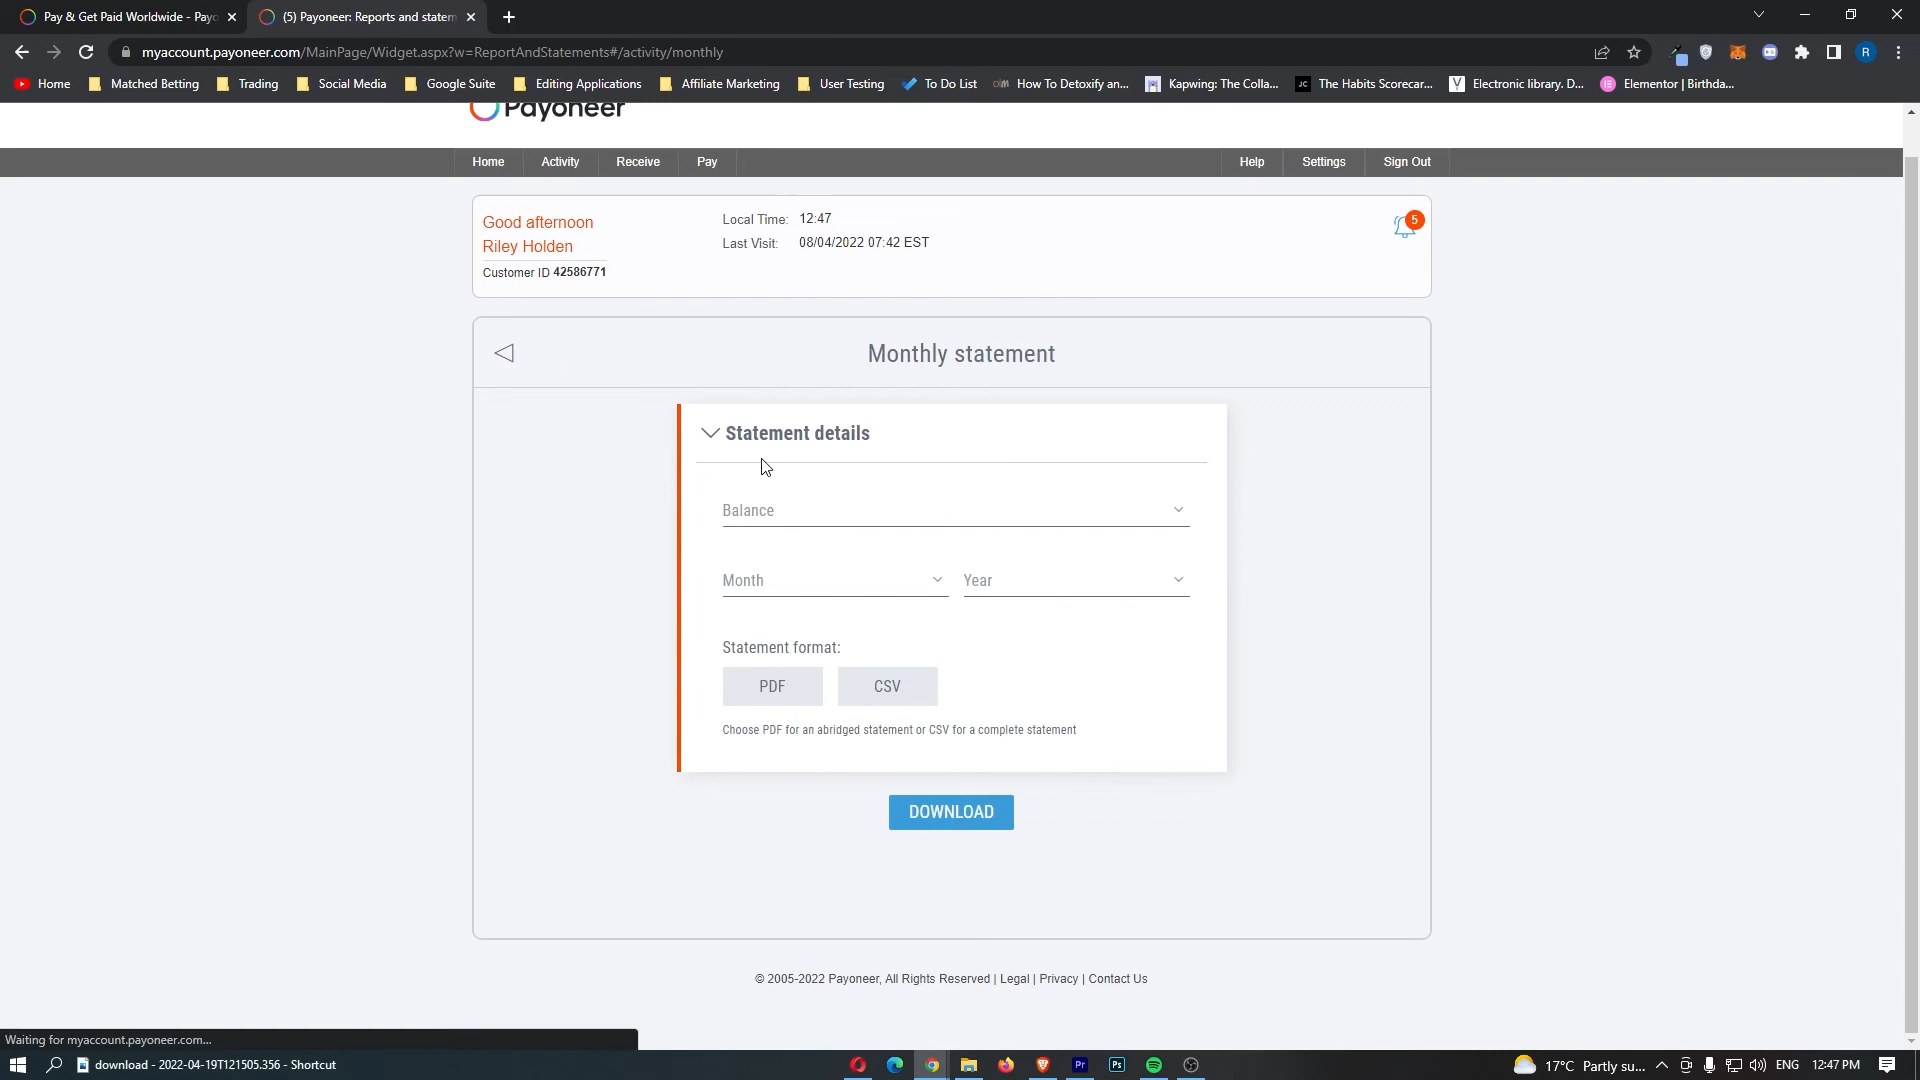 Pay & Get Paid Worldwide - Payo
(5) Payoneer: Reports and statem
myaccount.payoneer.com/MainPage/Widget.aspx?w=ReportAndStatements#/activity/monthly
R
Home
Matched Betting
Trading
Social Media
Google Suite
Editing Applications
Affiliate Marketing
User Testing
To Do List
How To Detoxify an...
Kapwing: The Colla...
JC
The Habits Scorecar...
Electronic library. D...
Elementor | Birthda...
Payoneer
Home
Activity
Receive
Pay
Help
Settings
Sign Out
Good afternoon
Riley Holden
Customer ID 42586771
Local Time: 12:47
Last Visit: 08/04/2022 07:42 EST
5
Monthly statement
Statement details
Balance
Month
Year
Statement format:
PDF
CSV
Choose PDF for an abridged statement or CSV for a complete statement
DOWNLOAD
© 2005-2022 Payoneer, All Rights Reserved | Legal | Privacy | Contact Us
Waiting for myaccount.payoneer.com...
download - 2022-04-19T121505.356 - Shortcut
Pr
Ps
17°C Partly su...
ENG
12:47 PM